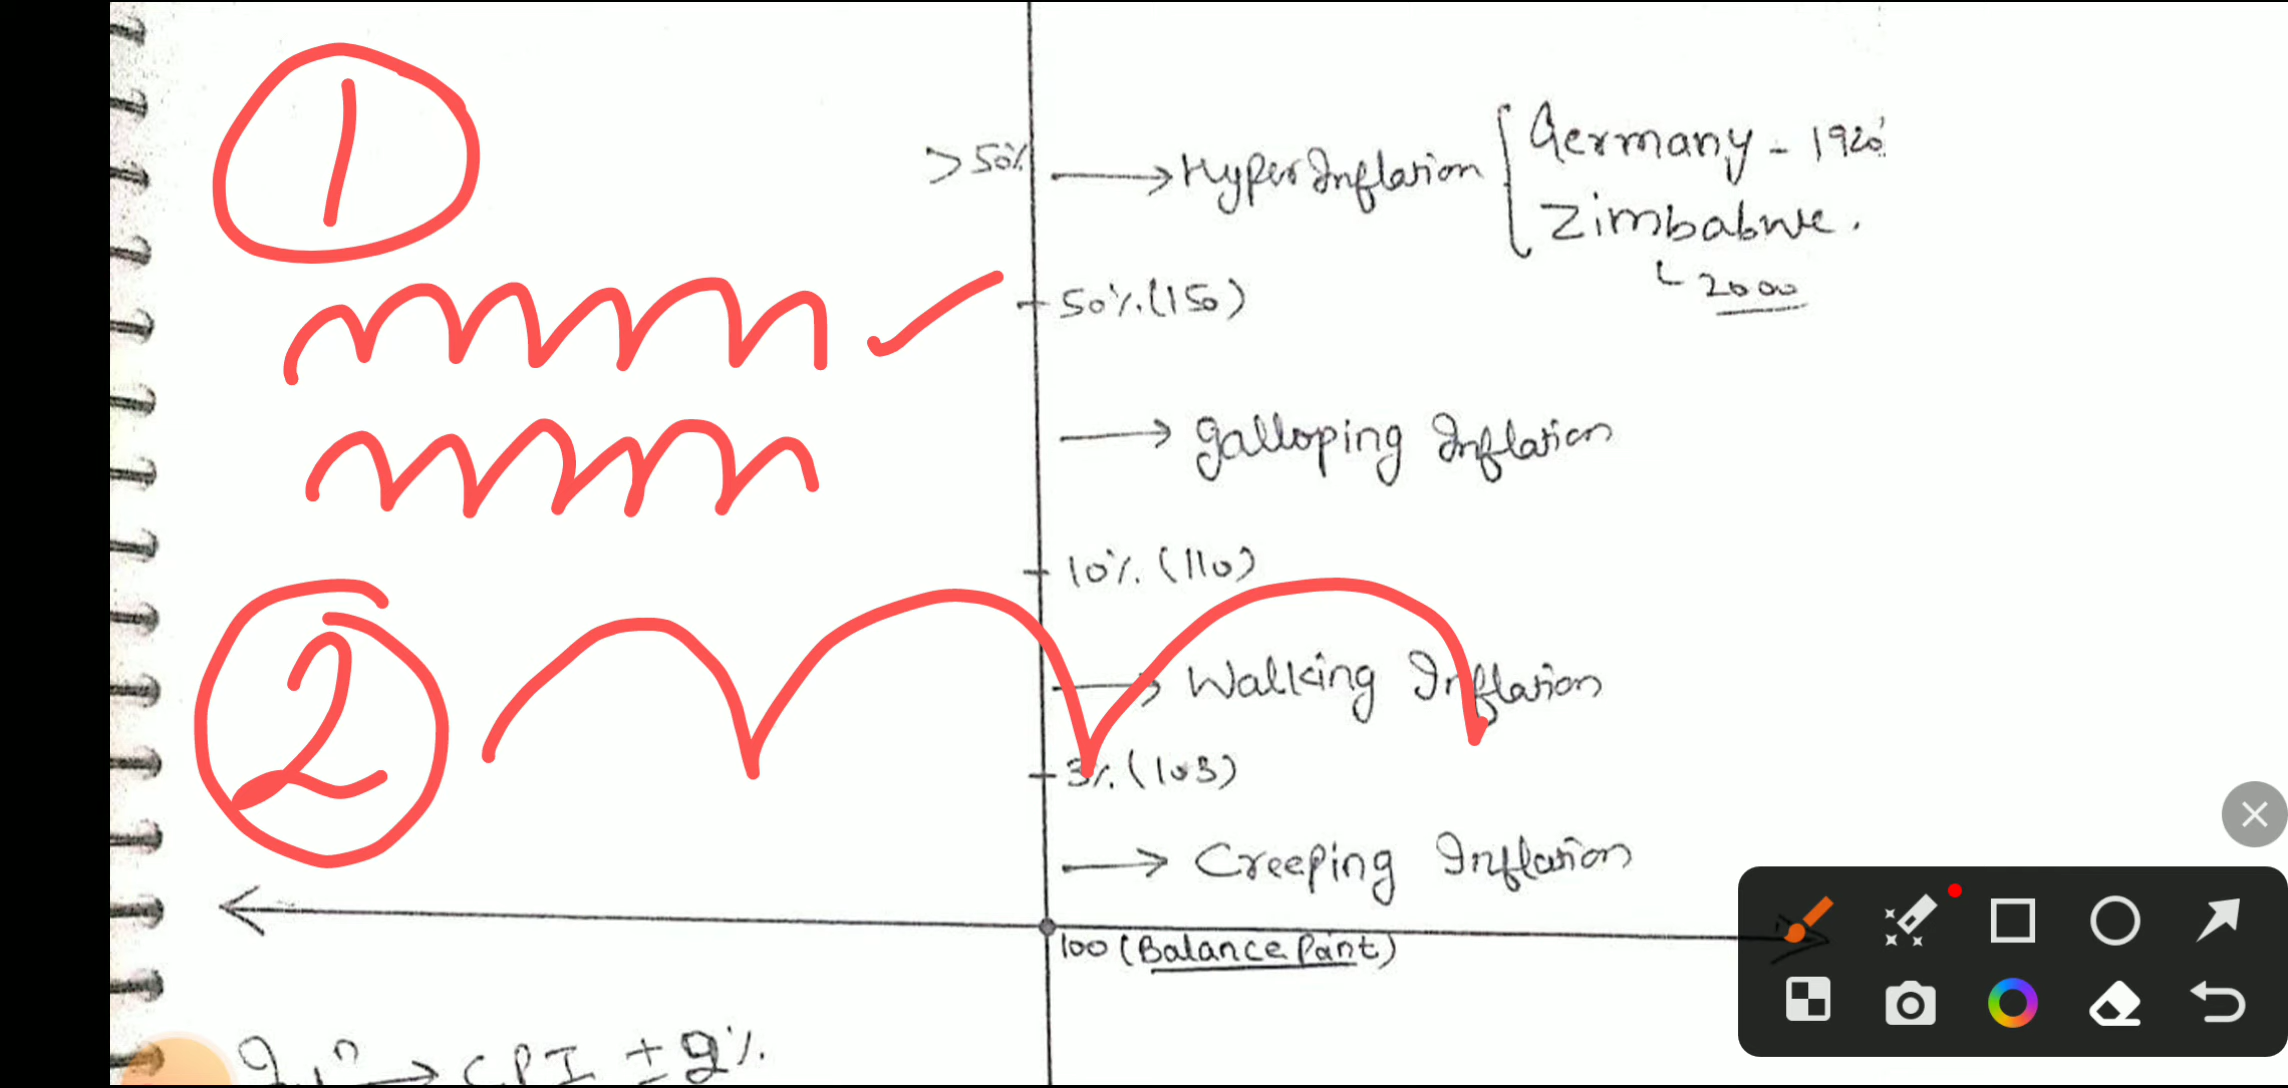 1
>50% → Hyper Inflation { Germany - 1920'
Zimbabwe.
↳ 2000
50% (150)
→ galloping Inflation
10% (110)
2
→ Walking Inflation
3% (103)
→ Creeping Inflation
100 (Balance Point)
→ CPI ± 2%